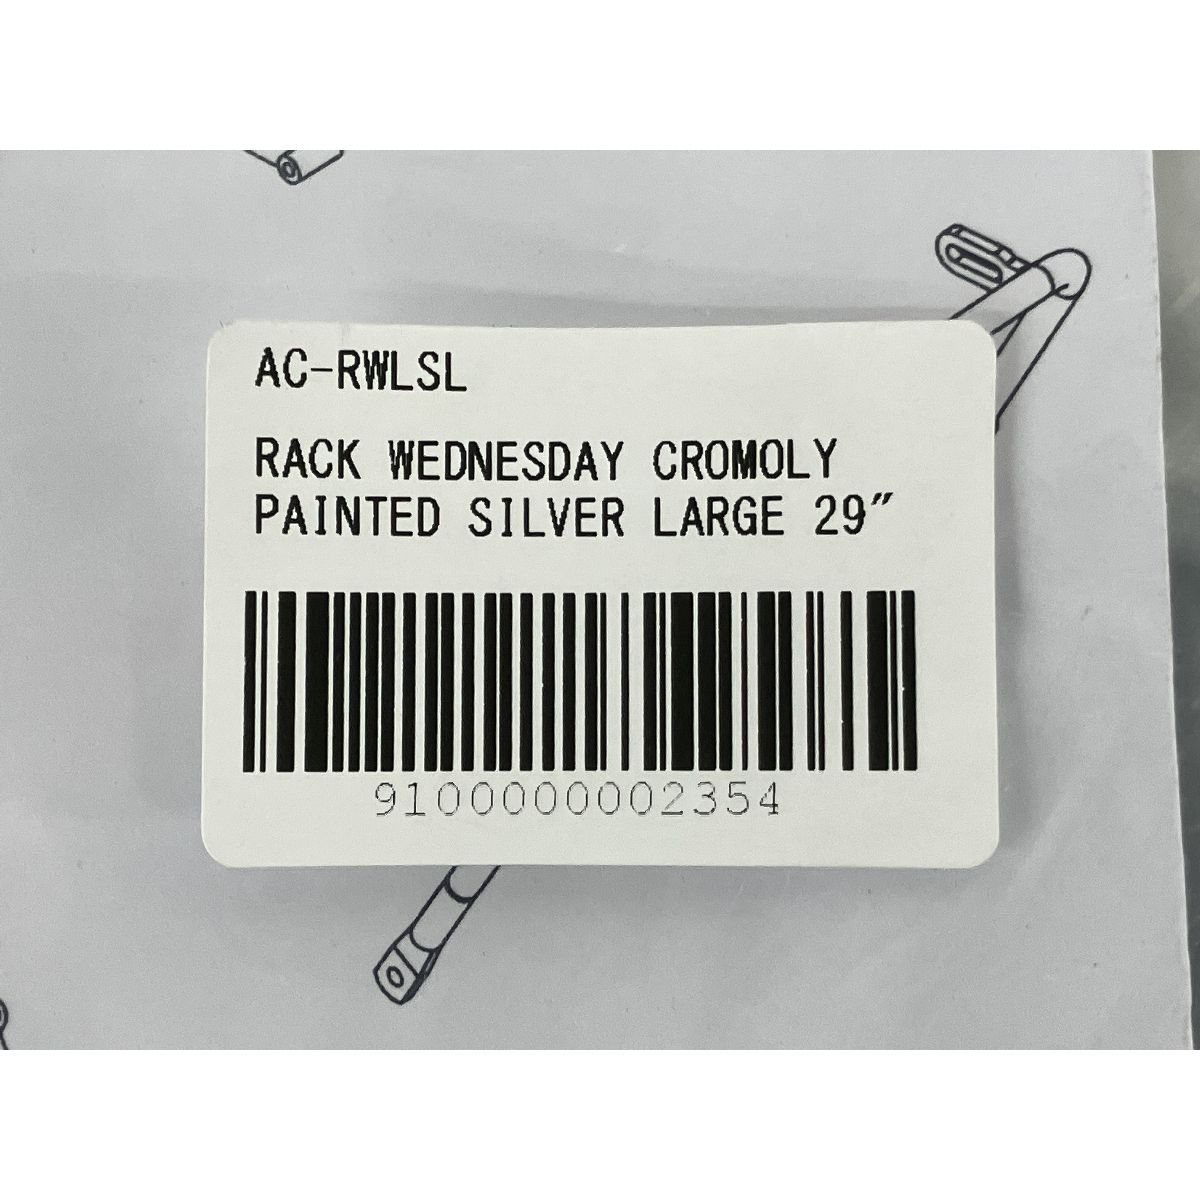 AC-RWLSL
RACK WEDNESDAY CROMOLY
PAINTED SILVER LARGE 29"
9100000002354